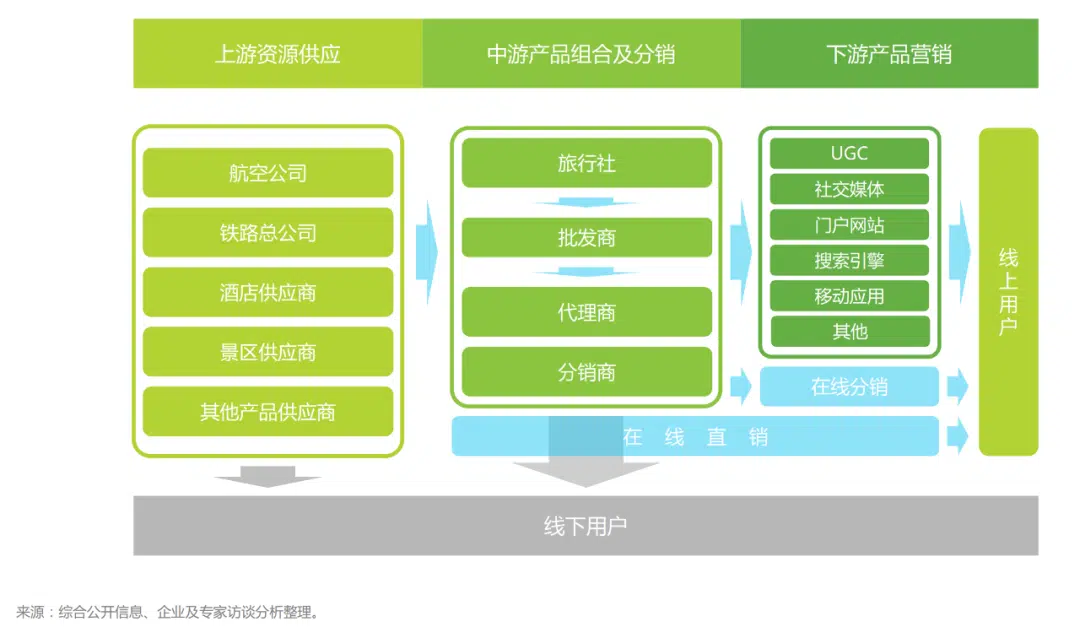 上游资源供应
中游产品组合及分销
下游产品营销
航空公司
铁路总公司
酒店供应商
景区供应商
其他产品供应商
旅行社
批发商
代理商
分销商
UGC
社交媒体
门户网站
搜索引擎
移动应用
其他
在线分销
在线直销
线上用户
线下用户
来源：综合公开信息、企业及专家访谈分析整理。